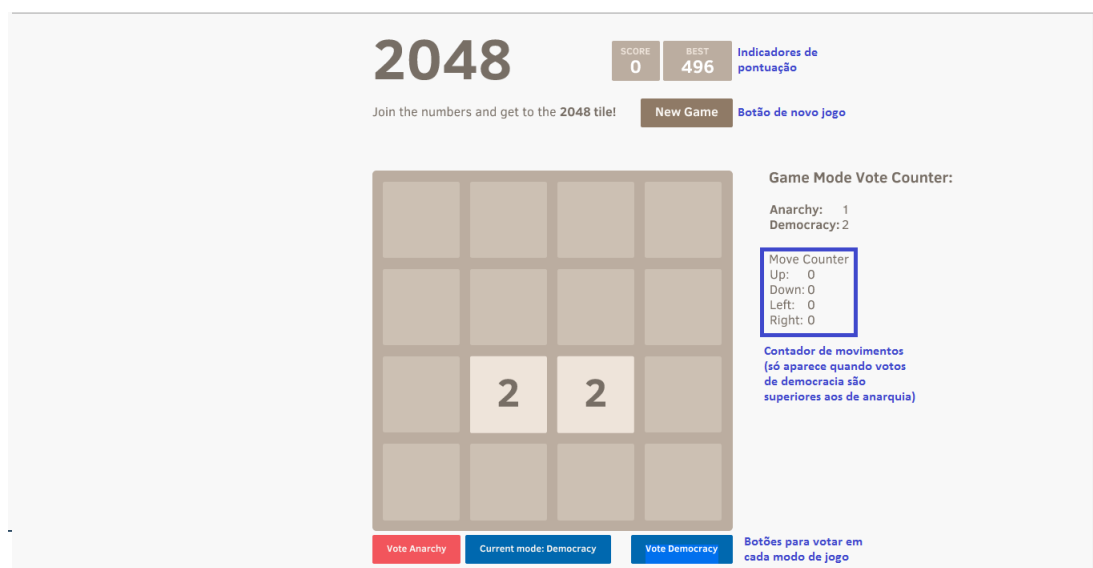 2048
SCORE
0
BEST
496
Indicadores de
pontuação
Join the numbers and get to the 2048 tile!
New Game
Botão de novo jogo
Game Mode Vote Counter:
Anarchy: 1
Democracy: 2
Move Counter
Up: 0
Down: 0
Left: 0
Right: 0
Contador de movimentos
(só aparece quando votos
de democracia são
superiores aos de anarquia)
2 2
Vote Anarchy
Current mode: Democracy
Vote Democracy
Botões para votar em
cada modo de jogo